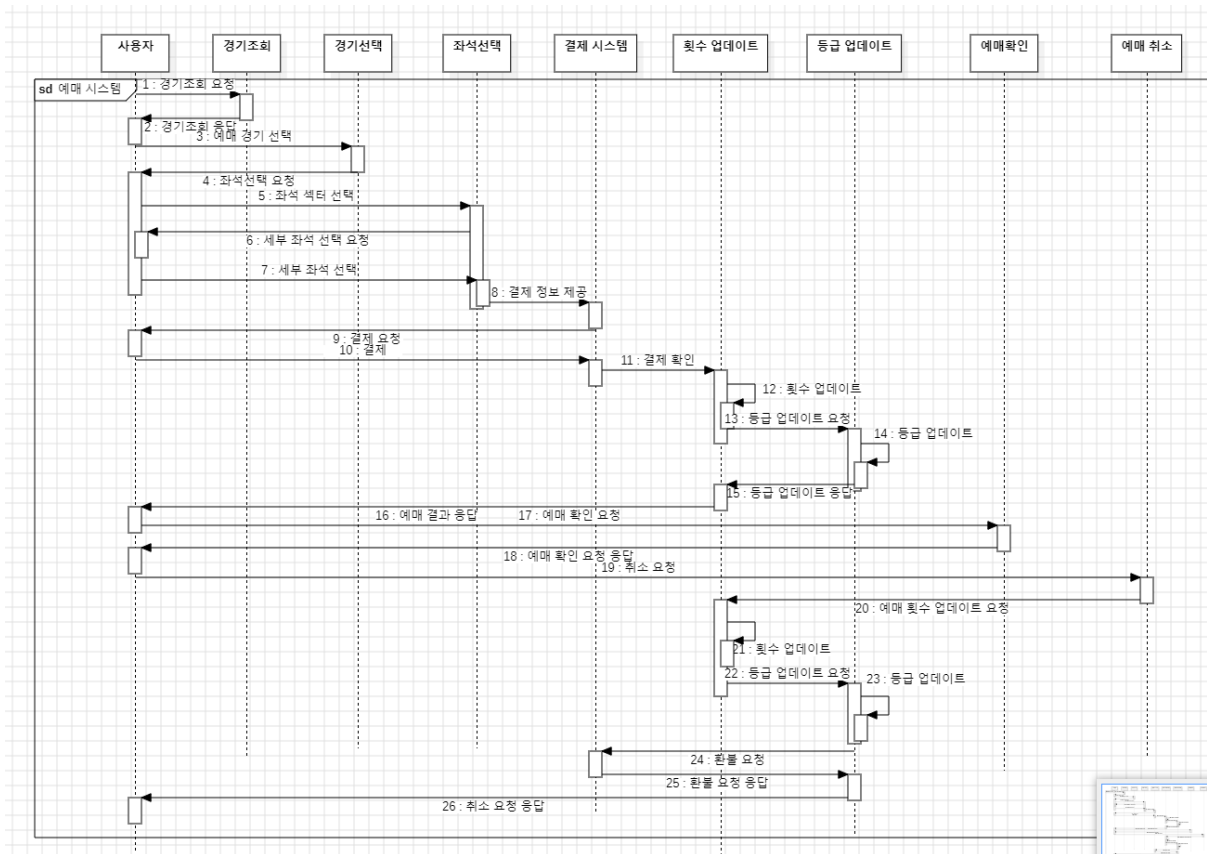 사용자
경기조회
경기선택
좌석선택
결제 시스템
횟수 업데이트
등급 업데이트
예매확인
예매 취소
sd 예매 시스템
1 : 경기조회 요청
2 : 경기조회 응답
3 : 예매 경기 선택
4 : 좌석선택 요청
5 : 좌석 섹터 선택
6 : 세부 좌석 선택 요청
7 : 세부 좌석 선택
8 : 결제 정보 제공
9 : 결제 요청
10 : 결제
11 : 결제 확인
12 : 횟수 업데이트
13 : 등급 업데이트 요청
14 : 등급 업데이트
15 : 등급 업데이트 응답
16 : 예매 결과 응답
17 : 예매 확인 요청
18 : 예매 확인 요청 응답
19 : 취소 요청
20 : 예매 횟수 업데이트 요청
21 : 횟수 업데이트
22 : 등급 업데이트 요청
23 : 등급 업데이트
24 : 환불 요청
25 : 환불 요청 응답
26 : 취소 요청 응답